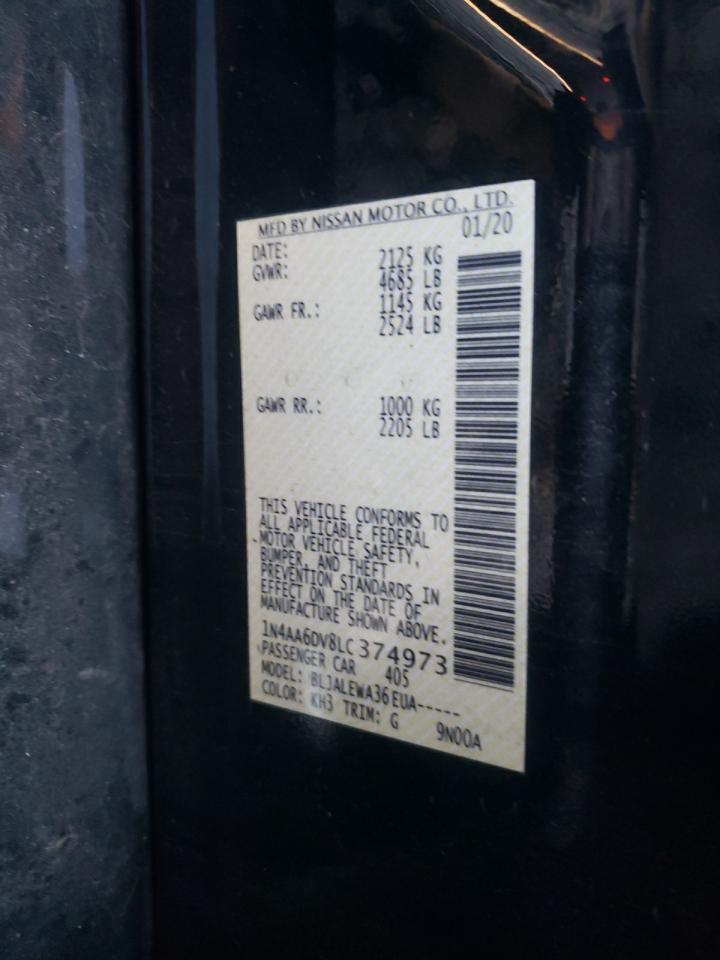 MFD BY NISSAN MOTOR CO., LTD.
DATE: 01/20
GVWR: 2125 KG
4685 LB
GAWR FR.: 1145 KG
2524 LB
GAWR RR.: 1000 KG
2205 LB
THIS VEHICLE CONFORMS TO
ALL APPLICABLE FEDERAL
MOTOR VEHICLE SAFETY,
BUMPER, AND THEFT
PREVENTION STANDARDS IN
EFFECT ON THE DATE OF
MANUFACTURE SHOWN ABOVE.
1N4AA6DV8LC374973
PASSENGER CAR 405
MODEL: BLJALEWA36EUA-----
COLOR: KH3 TRIM: G 9N00A